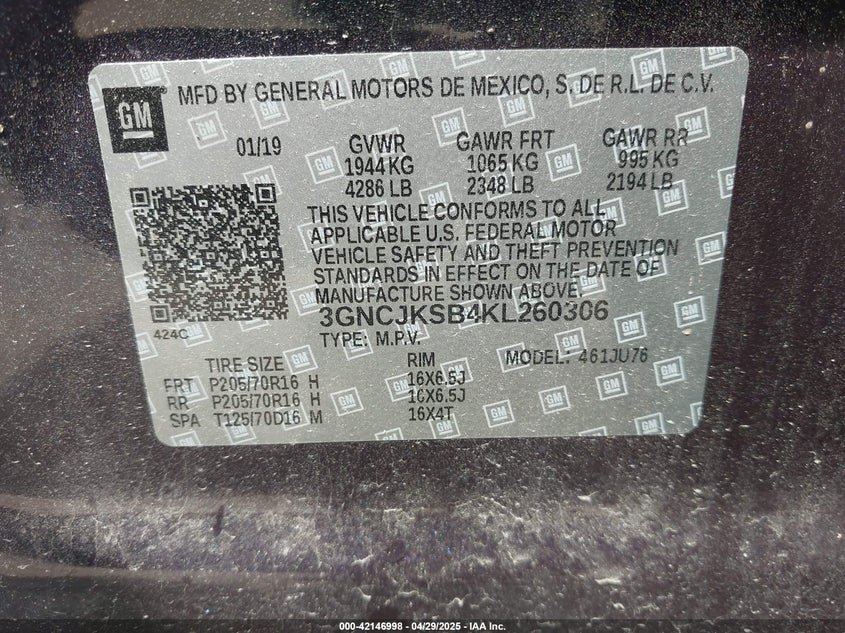 GM MFD BY GENERAL MOTORS DE MEXICO, S. DE R.L. DE C.V.
01/19 GVWR GAWR FRT GAWR RR
1944 KG 1065 KG 995 KG
4286 LB 2348 LB 2194 LB
THIS VEHICLE CONFORMS TO ALL
APPLICABLE U.S. FEDERAL MOTOR
VEHICLE SAFETY AND THEFT PREVENTION
STANDARDS IN EFFECT ON THE DATE OF
MANUFACTURE SHOWN ABOVE.
424C 3GNCJKSB4KL260306
TYPE: M.P.V.
TIRE SIZE RIM MODEL: 461JU76
FRT P205/70R16 H 16X6.5J
RR P205/70R16 H 16X6.5J
SPA T125/70D16 M 16X4T
000-42146998 - 04/29/2025 - IAA Inc.